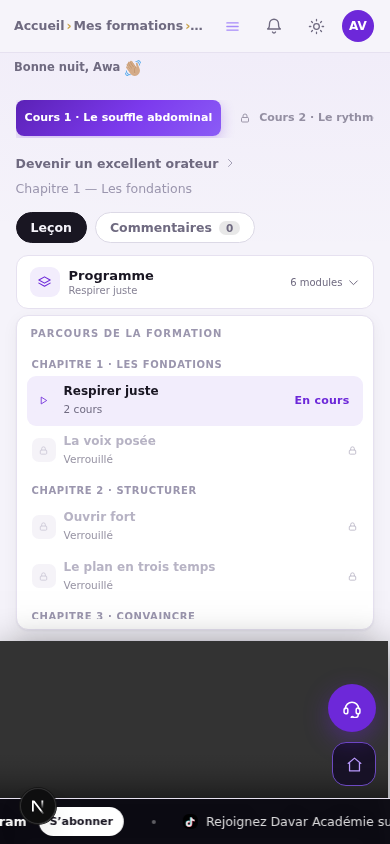 Accueil › Mes formations › ...
AV
Bonne nuit, Awa 👋🏽
Cours 1 · Le souffle abdominal
Cours 2 · Le rythm
Devenir un excellent orateur
Chapitre 1 — Les fondations
Leçon
Commentaires 0
Programme
Respirer juste
6 modules
PARCOURS DE LA FORMATION
CHAPITRE 1 · LES FONDATIONS
Respirer juste
2 cours
En cours
La voix posée
Verrouillé
CHAPITRE 2 · STRUCTURER
Ouvrir fort
Verrouillé
Le plan en trois temps
Verrouillé
CHAPITRE 3 · CONVAINCRE
ram
N
S'abonner
• Rejoignez Davar Académie su